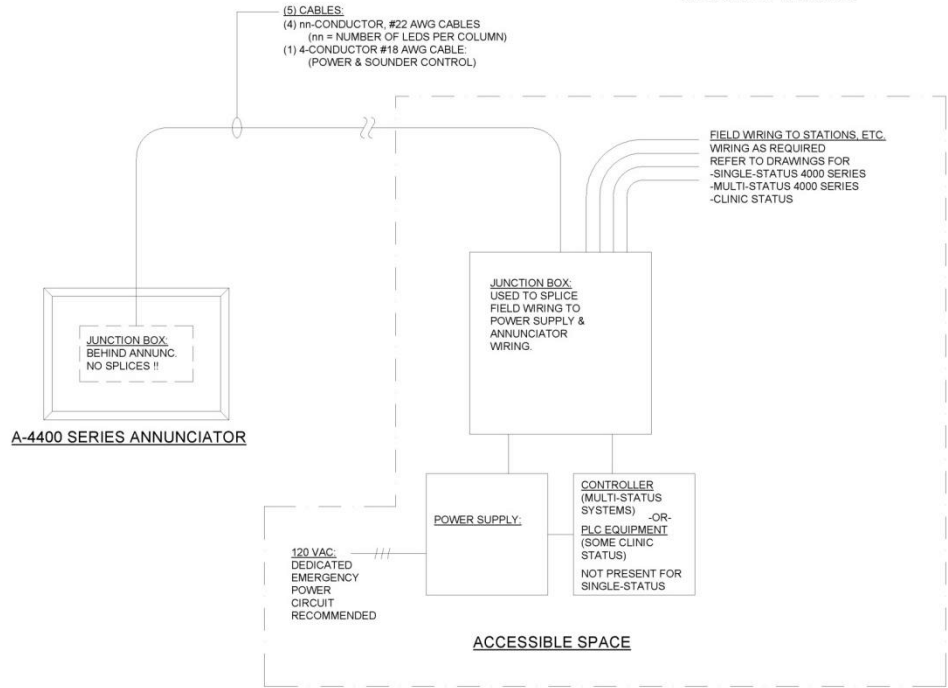 (5) CABLES:
(4) nn-CONDUCTOR, #22 AWG CABLES
(nn = NUMBER OF LEDS PER COLUMN)
(1) 4-CONDUCTOR #18 AWG CABLE:
(POWER & SOUNDER CONTROL)
FIELD WIRING TO STATIONS, ETC.
WIRING AS REQUIRED
REFER TO DRAWINGS FOR
-SINGLE-STATUS 4000 SERIES
-MULTI-STATUS 4000 SERIES
-CLINIC STATUS
JUNCTION BOX:
USED TO SPLICE
FIELD WIRING TO
POWER SUPPLY &
ANNUNCIATOR
WIRING.
JUNCTION BOX:
BEHIND ANNUNC.
NO SPLICES !!
A-4400 SERIES ANNUNCIATOR
POWER SUPPLY:
CONTROLLER
(MULTI-STATUS
SYSTEMS)
-OR-
PLC EQUIPMENT
(SOME CLINIC
STATUS)
NOT PRESENT FOR
SINGLE-STATUS
120 VAC:
DEDICATED
EMERGENCY
POWER
CIRCUIT
RECOMMENDED
ACCESSIBLE SPACE